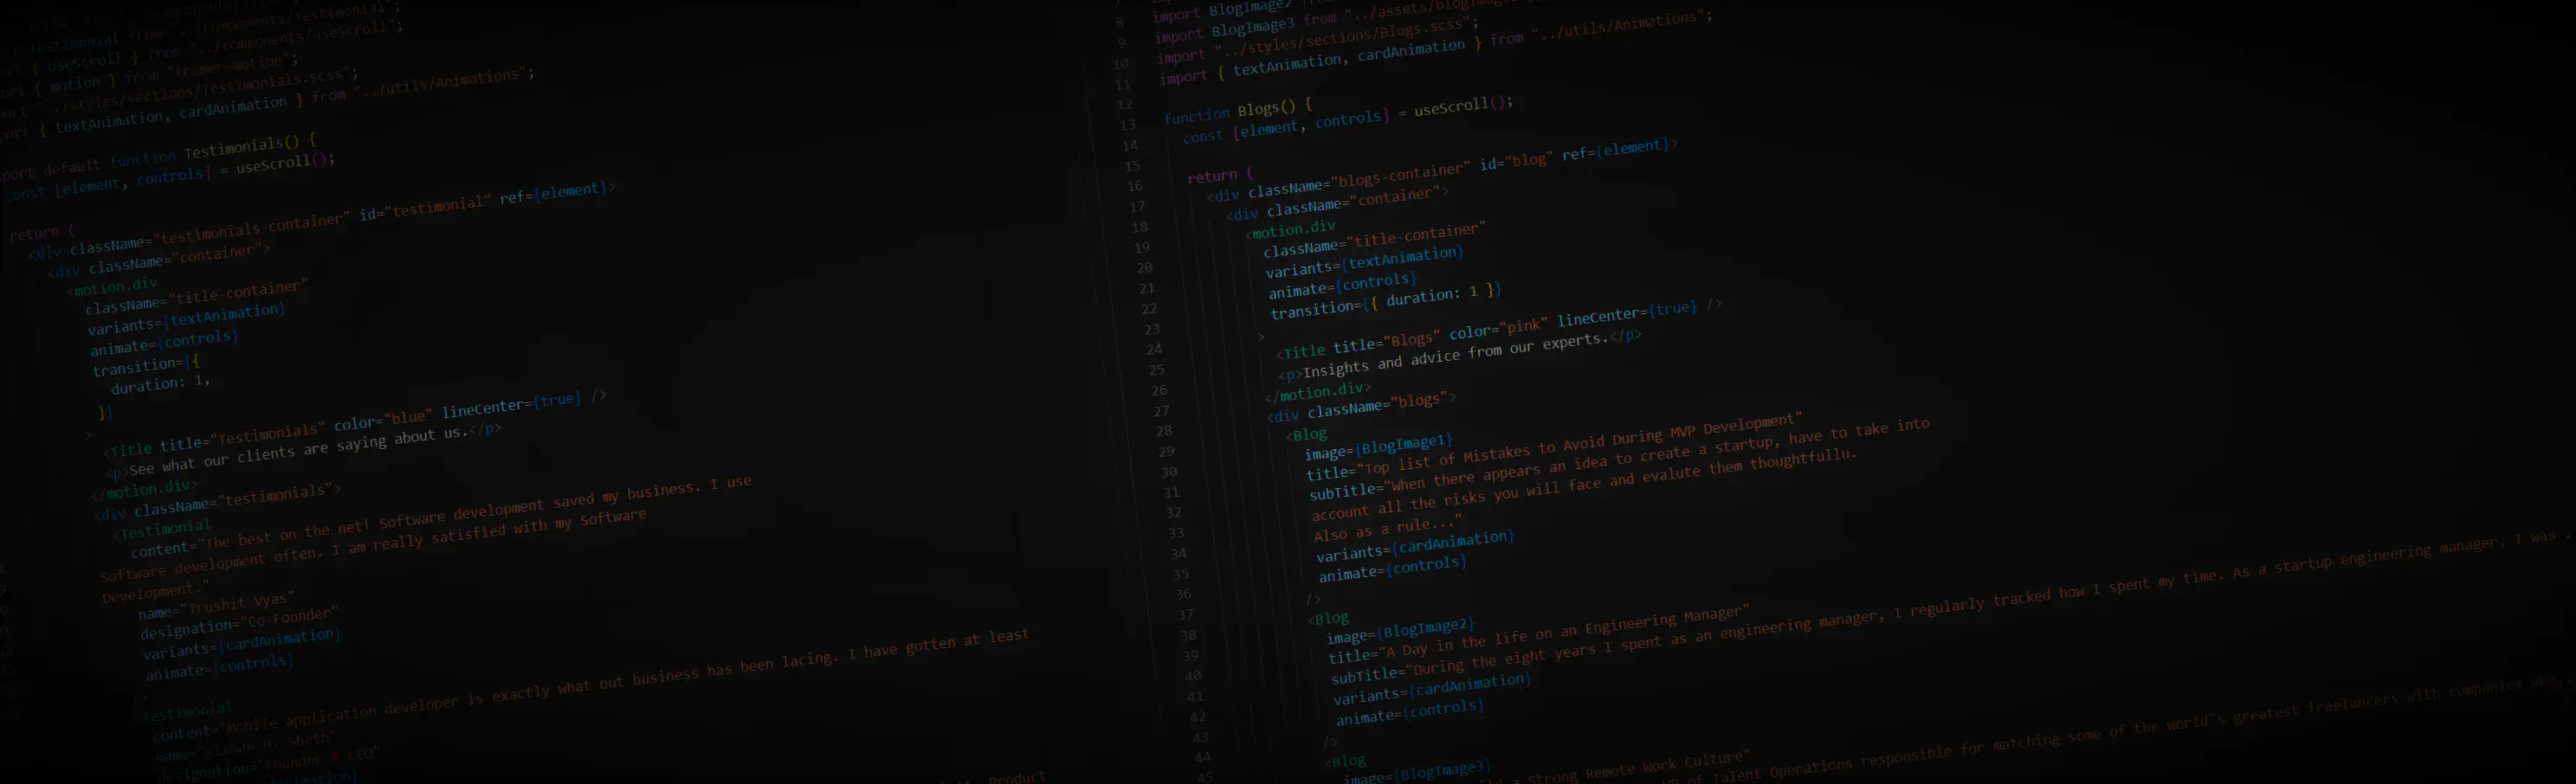 Testimonial from "../components/Testimonial";
{ useScroll } from "../components/useScroll";
{ motion } from "framer-motion";
"../styles/sections/Testimonials.scss";
{ textAnimation, cardAnimation } from "../utils/Animations";
export default function Testimonials() {
const [element, controls] = useScroll();
return (
<div className="testimonials-container" id="testimonial" ref={element}>
<div className="container">
<motion.div
className="title-container"
variants={textAnimation}
animate={controls}
transition={{
duration: 1,
}}
>
<Title title="Testimonials" color="blue" lineCenter={true} />
<p>See what our clients are saying about us.</p>
</motion.div>
<div className="testimonials">
<Testimonial
content="The best on the net! Software development saved my business. I use
Software development often. I am really satisfied with my Software
Development."
name="Trushit Vyas"
designation="Co-Founder"
variants={cardAnimation}
animate={controls}
/>
<Testimonial
content="Mobile application developer is exactly what out business has been lacing. I have gotten at least
name="Kishan H. Sheth"
designation="Founder & CEO"
Product
8 import BlogImage2 from
9 import BlogImage3 from "../assets/
10 import "../styles/sections/Blogs.scss";
11 import { textAnimation, cardAnimation } from "../utils/Animations";
12
13 function Blogs() {
14 const [element, controls] = useScroll();
15
16 return (
17 <div className="blogs-container" id="blog" ref={element}>
18 <div className="container">
19 <motion.div
20 className="title-container"
21 variants={textAnimation}
22 animate={controls}
23 transition={{ duration: 1 }}
24 >
25 <Title title="Blogs" color="pink" lineCenter={true} />
26 <p>Insights and advice from our experts.</p>
27 </motion.div>
28 <div className="blogs">
29 <Blog
30 image={BlogImage1}
31 title="Top list of Mistakes to Avoid During MVP Development"
32 subTitle="When there appears an idea to create a startup, have to take into
33 account all the risks you will face and evalute them thoughtfullu.
34 Also as a rule..."
35 variants={cardAnimation}
36 animate={controls}
37 />
38 <Blog
39 image={BlogImage2}
40 title="A Day in the life on an Engineering Manager"
41 subTitle="During the eight years I spent as an engineering manager, I regularly tracked how I spent my time. As a startup engineering manager, i was ..
42 variants={cardAnimation}
43 animate={controls}
44 />
45 <Blog
image={BlogImage3}
a Strong Remote Work Culture"
VP of Talent Operations responsible for matching some of the world's greatest freelancers with companies who...